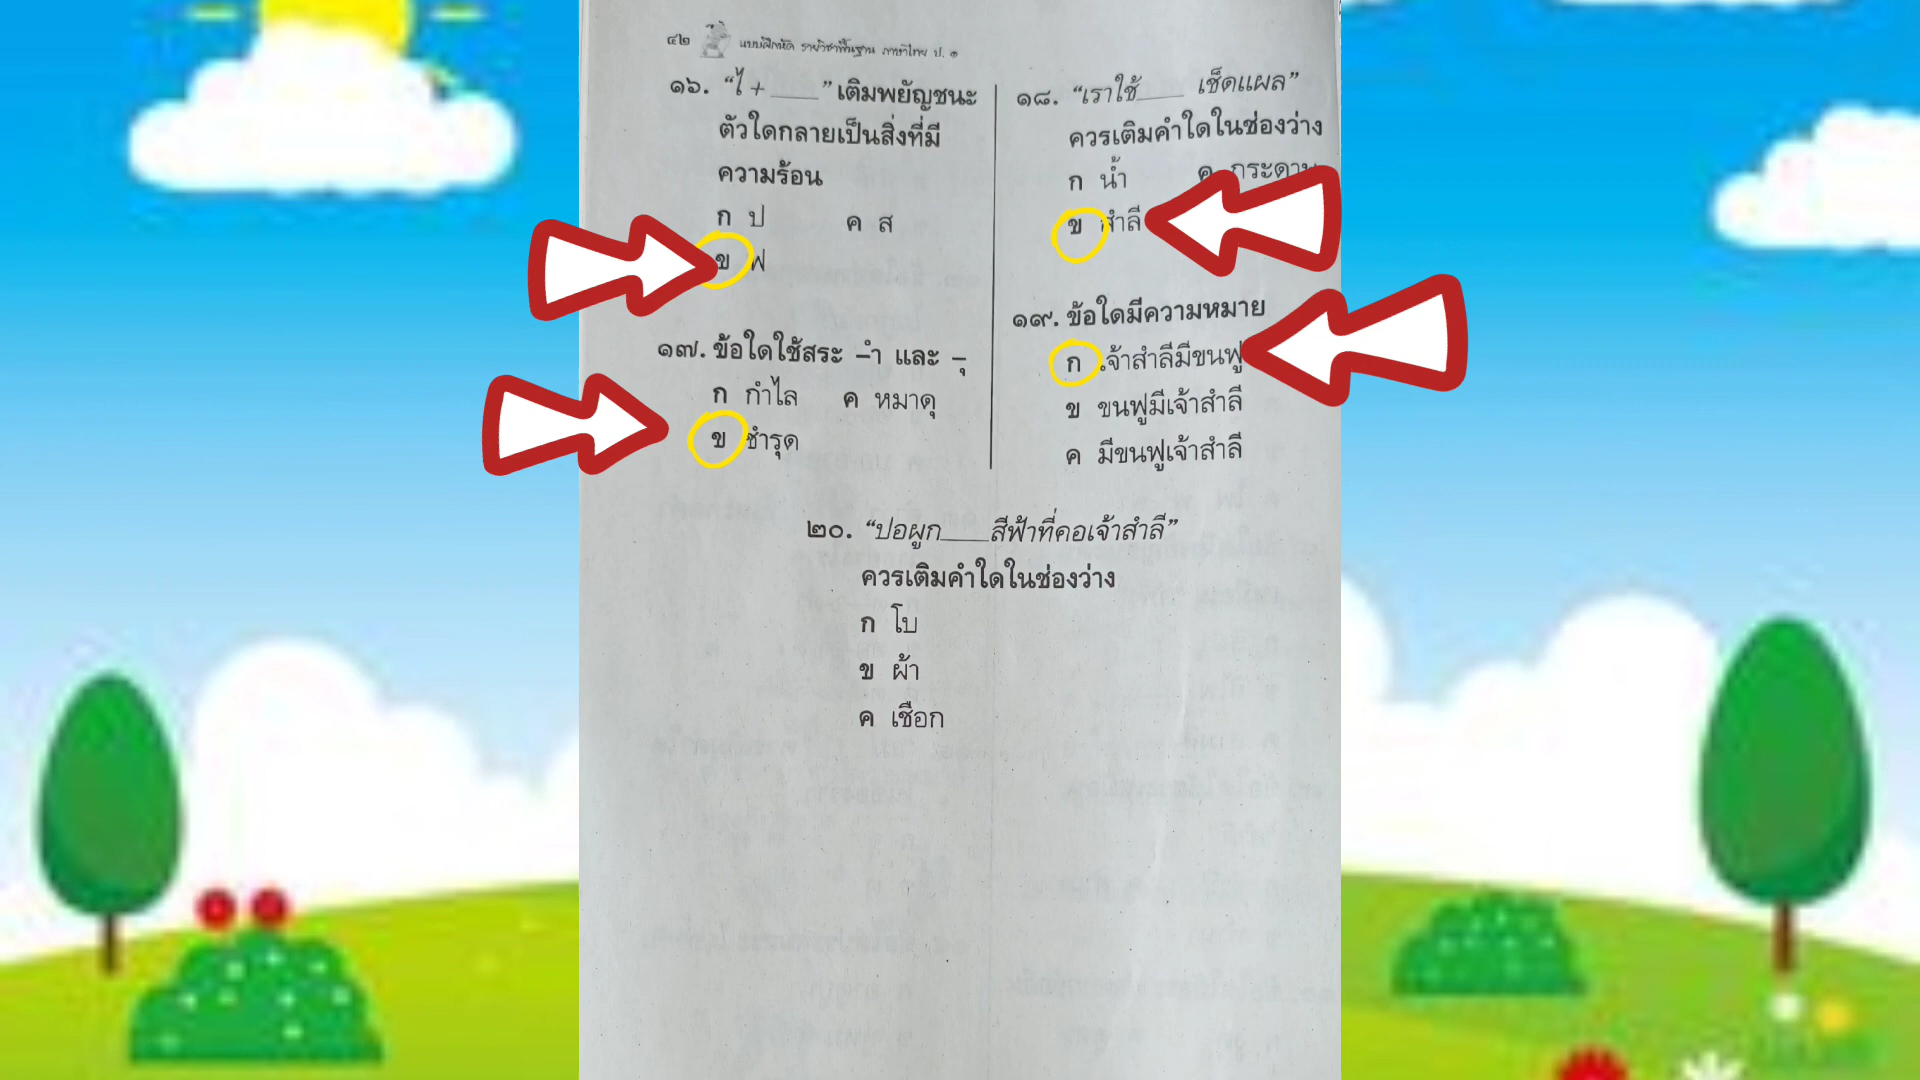 ๔๒ แบบฝึกหัด รายวิชาพื้นฐาน ภาษาไทย ป. ๑
๑๖. “ไ + ____” เติมพยัญชนะ
ตัวใดกลายเป็นสิ่งที่มี
ความร้อน
ก ป ค ส
ข ฟ
๑๗. ข้อใดใช้สระ –ำ และ –ุ
ก กำไล ค หมาดุ
ข ชำรุด
๑๘. “เราใช้____ เช็ดแผล”
ควรเติมคำใดในช่องว่าง
ก น้ำ ค
ข สำลี
๑๙. ข้อใดมีความหมาย
ก เจ้าสำลีมีขนฟู
ข ขนฟูมีเจ้าสำลี
ค มีขนฟูเจ้าสำลี
๒๐. “ปอผูก____สีฟ้าที่คอเจ้าสำลี”
ควรเติมคำใดในช่องว่าง
ก โบ
ข ผ้า
ค เชือก